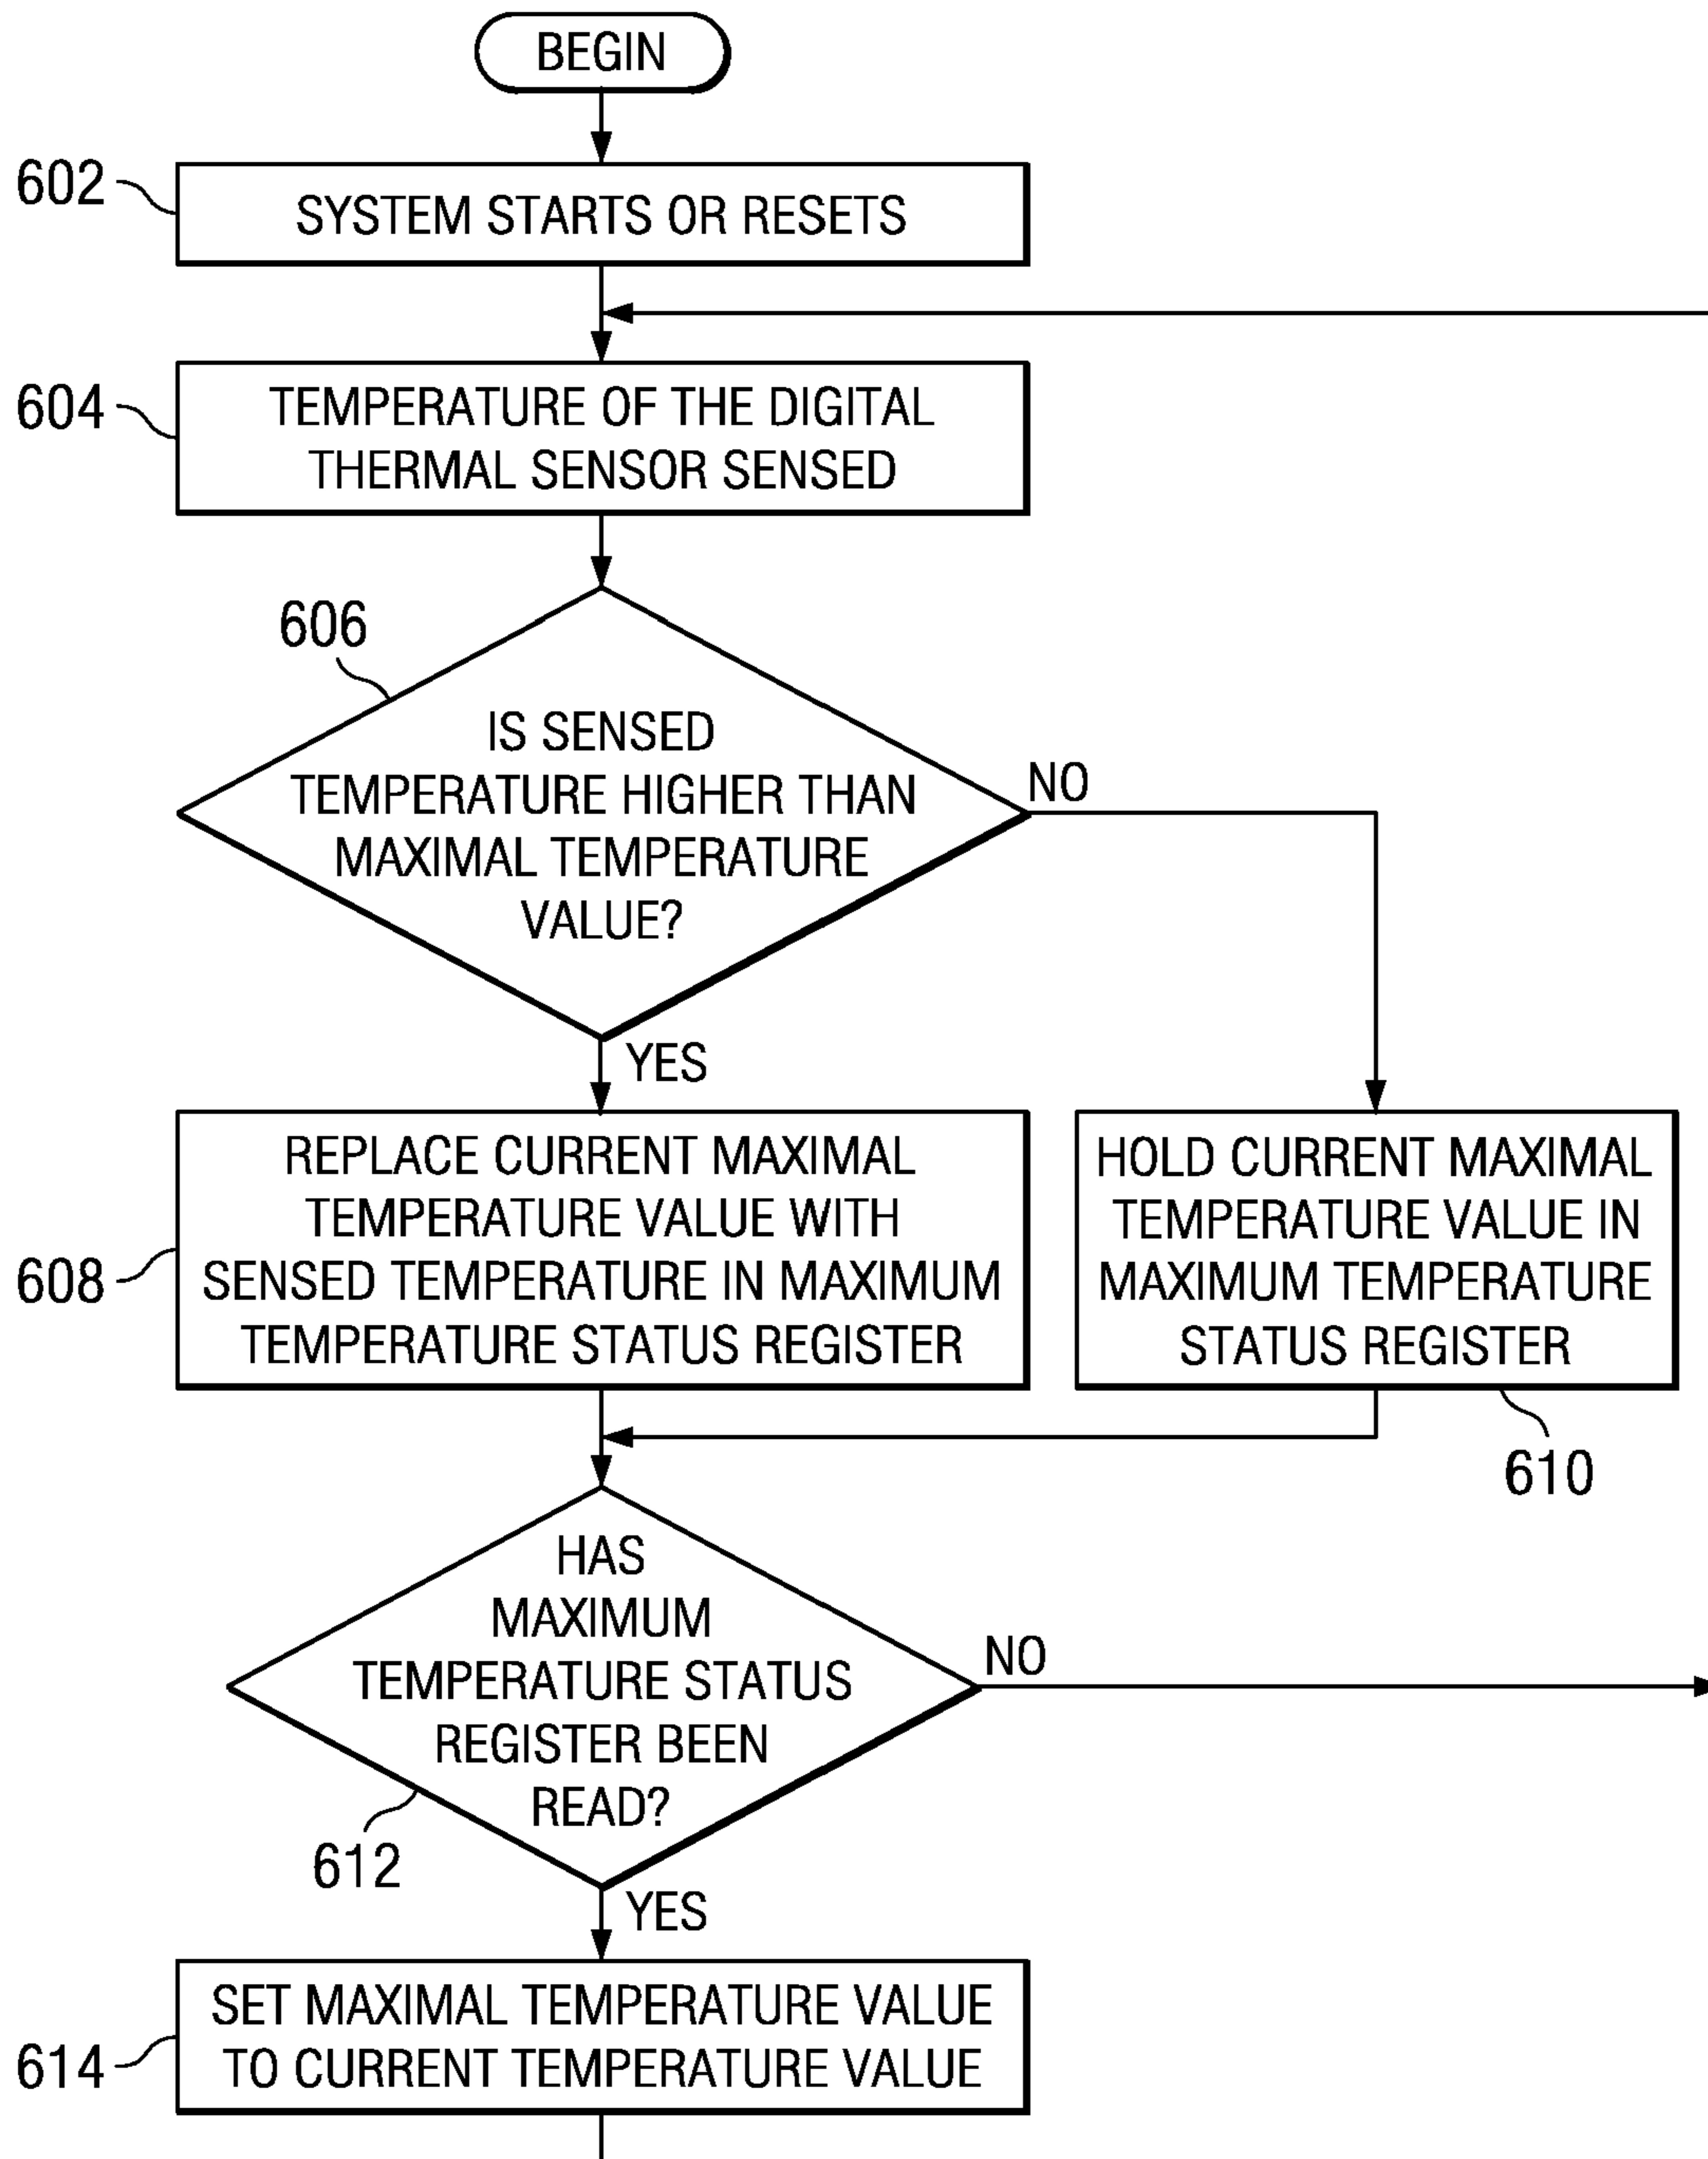 BEGIN
602
SYSTEM STARTS OR RESETS
604
TEMPERATURE OF THE DIGITAL
THERMAL SENSOR SENSED
606
IS SENSED
TEMPERATURE HIGHER THAN
MAXIMAL TEMPERATURE
VALUE?
NO
YES
608
REPLACE CURRENT MAXIMAL
TEMPERATURE VALUE WITH
SENSED TEMPERATURE IN MAXIMUM
TEMPERATURE STATUS REGISTER
HOLD CURRENT MAXIMAL
TEMPERATURE VALUE IN
MAXIMUM TEMPERATURE
STATUS REGISTER
610
HAS
MAXIMUM
TEMPERATURE STATUS
REGISTER BEEN
READ?
NO
612
YES
614
SET MAXIMAL TEMPERATURE VALUE
TO CURRENT TEMPERATURE VALUE